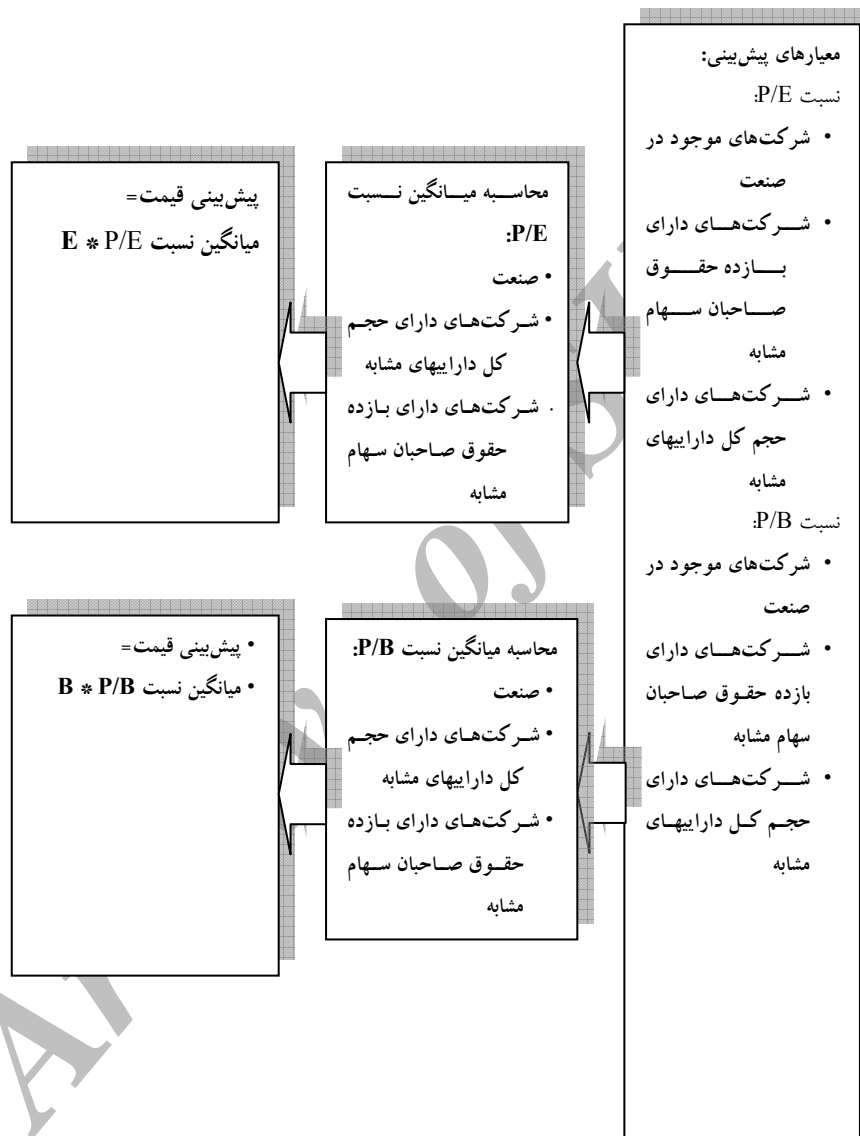 معیارهای پیش‌بینی:
نسبت P/E:
• شرکت‌های موجود در
صنعت
• شرکت‌های دارای
بازده حقوق
صاحبان سهام
مشابه
• شرکت‌های دارای
حجم کل داراییهای
مشابه
نسبت P/B:
• شرکت‌های موجود در
صنعت
• شرکت‌های دارای
بازده حقوق صاحبان
سهام مشابه
• شرکت‌های دارای
حجم کل داراییهای
مشابه
محاسبه میانگین نسبت
P/E:
• صنعت
• شرکت‌های دارای حجم
کل داراییهای مشابه
. شرکت‌های دارای بازده
حقوق صاحبان سهام
مشابه
پیش‌بینی قیمت=
میانگین نسبت P/E * E
محاسبه میانگین نسبت P/B:
• صنعت
• شرکت‌های دارای حجم
کل داراییهای مشابه
• شرکت‌های دارای بازده
حقوق صاحبان سهام
مشابه
• پیش‌بینی قیمت=
• میانگین نسبت B * P/B